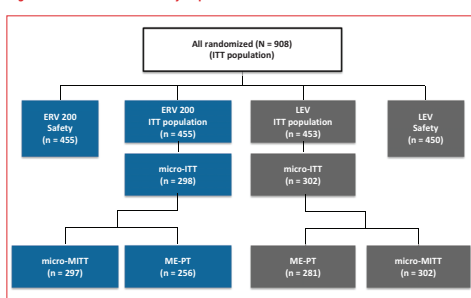 All randomized (N = 908)
(ITT population)
ERV 200
Safety
(n = 455)
ERV 200
ITT population
(n = 455)
LEV
ITT population
(n = 453)
LEV
Safety
(n = 450)
micro-ITT
(n = 298)
micro-ITT
(n = 302)
micro-MITT
(n = 297)
ME-PT
(n = 256)
ME-PT
(n = 281)
micro-MITT
(n = 302)